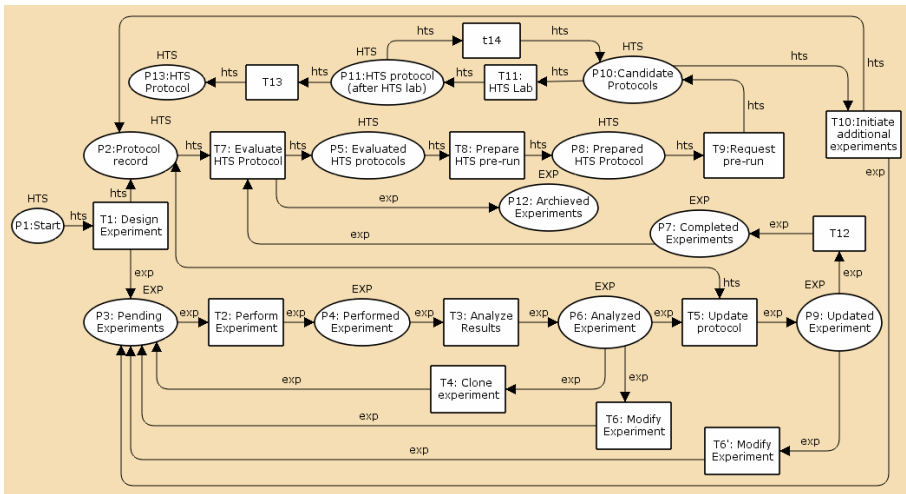 hts
t14
hts
HTS
HTS
hts
hts
HTS
P13:HTS
Protocol
hts
T13
hts
P11:HTS protocol
(after HTS lab)
hts
T11:
HTS Lab
hts
P10:Candidate
Protocols
hts
hts
T10:Initiate
additional
experiments
HTS
P2:Protocol
record
hts
T7: Evaluate
HTS Protocol
hts
HTS
P5: Evaluated
HTS protocols
hts
T8: Prepare
HTS pre-run
hts
HTS
P8: Prepared
HTS Protocol
hts
T9:Request
pre-run
exp
HTS
P1:Start
hts
T1: Design
Experiment
hts
exp
EXP
P12: Archieved
Experiments
exp
EXP
P7: Completed
Experiments
exp
T12
exp
exp
hts
EXP
P3: Pending
Experiments
exp
T2: Perform
Experiment
exp
EXP
P4: Performed
Experiment
exp
T3: Analyze
Results
exp
EXP
P6: Analyzed
Experiment
exp
T5: Update
protocol
exp
EXP
P9: Updated
Experiment
exp
T4: Clone
experiment
exp
exp
exp
T6: Modify
Experiment
exp
T6': Modify
Experiment
exp